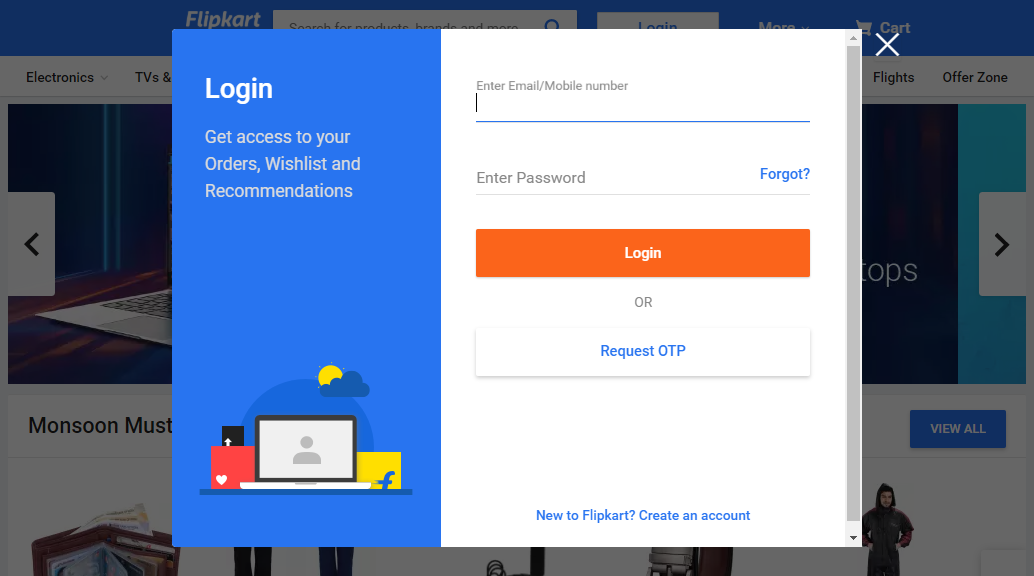 Flipkart
Search for products, brands and more
Login
More
Cart
Electronics
TVs &
Flights
Offer Zone
Login
Get access to your
Orders, Wishlist and
Recommendations
Enter Email/Mobile number
Enter Password
Forgot?
Login
OR
Request OTP
New to Flipkart? Create an account
tops
Monsoon Must
VIEW ALL